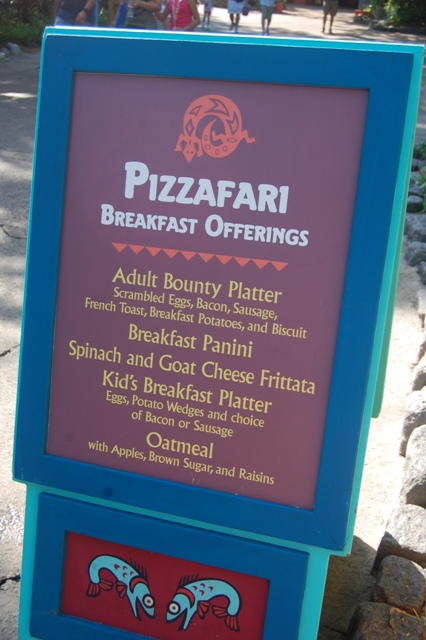 Pizzafari
Breakfast Offerings
Adult Bounty Platter
Scrambled Eggs, Bacon, Sausage,
French Toast, Breakfast Potatoes, and Biscuit
Breakfast Panini
Spinach and Goat Cheese Frittata
Kid's Breakfast Platter
Eggs, Potato Wedges and choice
of Bacon or Sausage
Oatmeal
with Apples, Brown Sugar, and Raisins